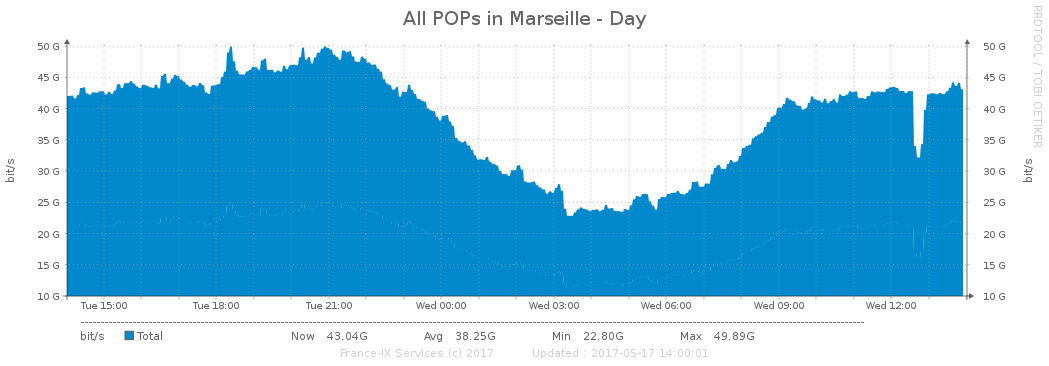 All POPs in Marseille - Day
RRDTOOL / TOBI OETIKER
50 G 50 G
45 G 45 G
40 G 40 G
35 G 35 G
30 G 30 G
25 G 25 G
20 G 20 G
15 G 15 G
10 G 10 G
bit/s bit/s
Tue 15:00 Tue 18:00 Tue 21:00 Wed 00:00 Wed 03:00 Wed 06:00 Wed 09:00 Wed 12:00
bit/s Total Now 43.04G Avg 38.25G Min 22.80G Max 49.89G
France-IX Services (c) 2017 Updated : 2017-05-17 14:00:01